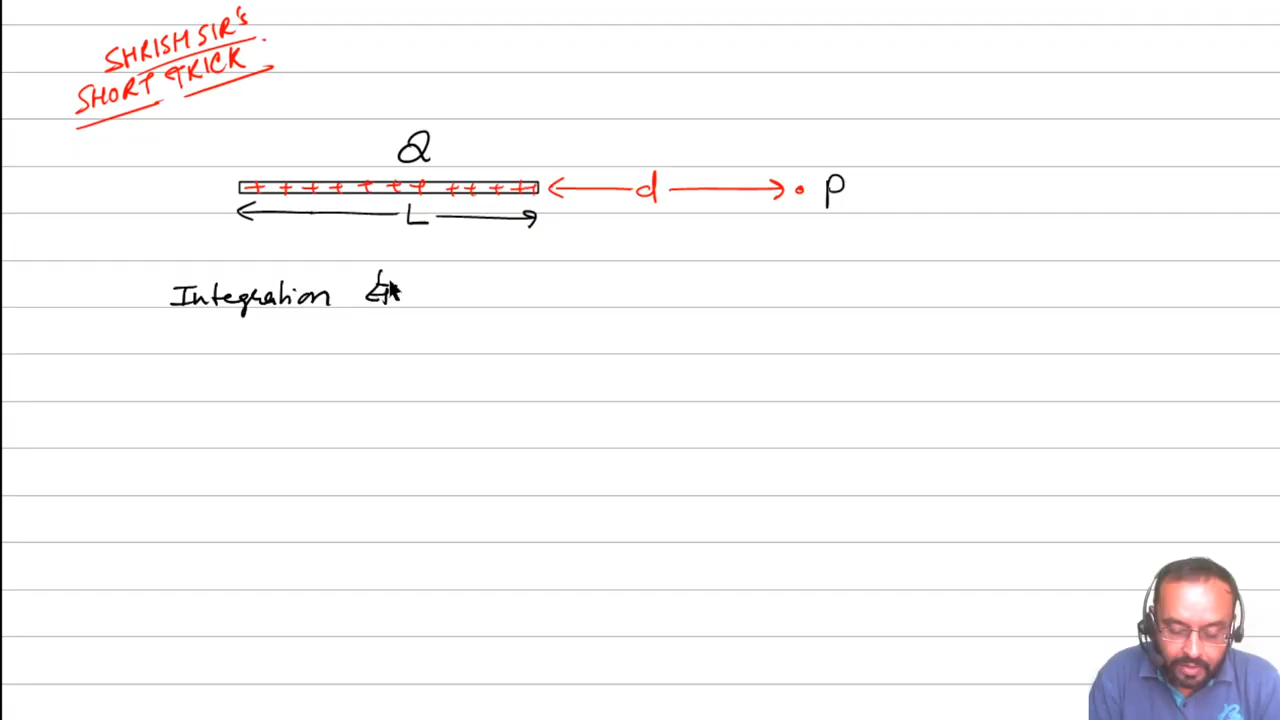 SHRISH SIR'S
SHORT TRICK
Q
+ + + + + + + + + + + +
d P
L
Integration